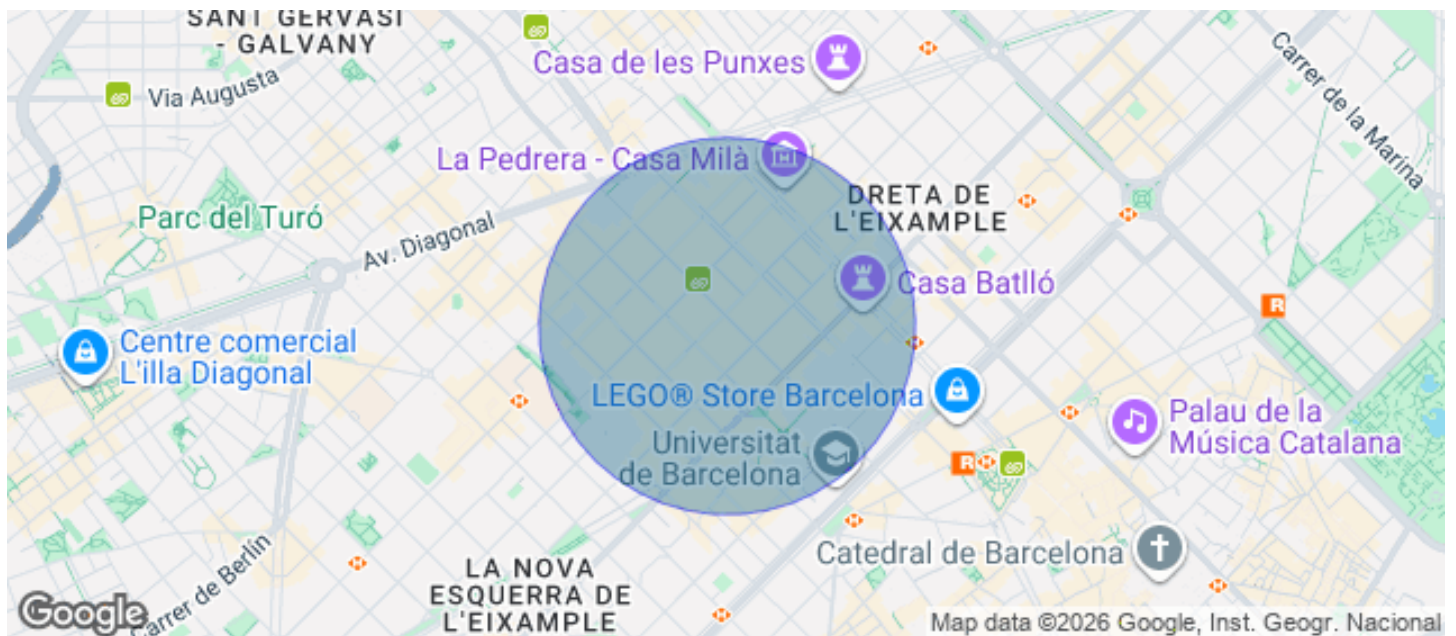 SANT GERVASI
- GALVANY
Casa de les Punxes
Carrer de la Marina
Via Augusta
La Pedrera - Casa Milà
DRETA DE
L'EIXAMPLE
Parc del Turó
Av. Diagonal
Casa Batlló
R
Centre comercial
L'illa Diagonal
LEGO® Store Barcelona
Palau de la
Música Catalana
Universitat
de Barcelona
R
Catedral de Barcelona
Carrer de Berlín
LA NOVA
ESQUERRA DE
L'EIXAMPLE
Google
Map data ©2026 Google, Inst. Geogr. Nacional